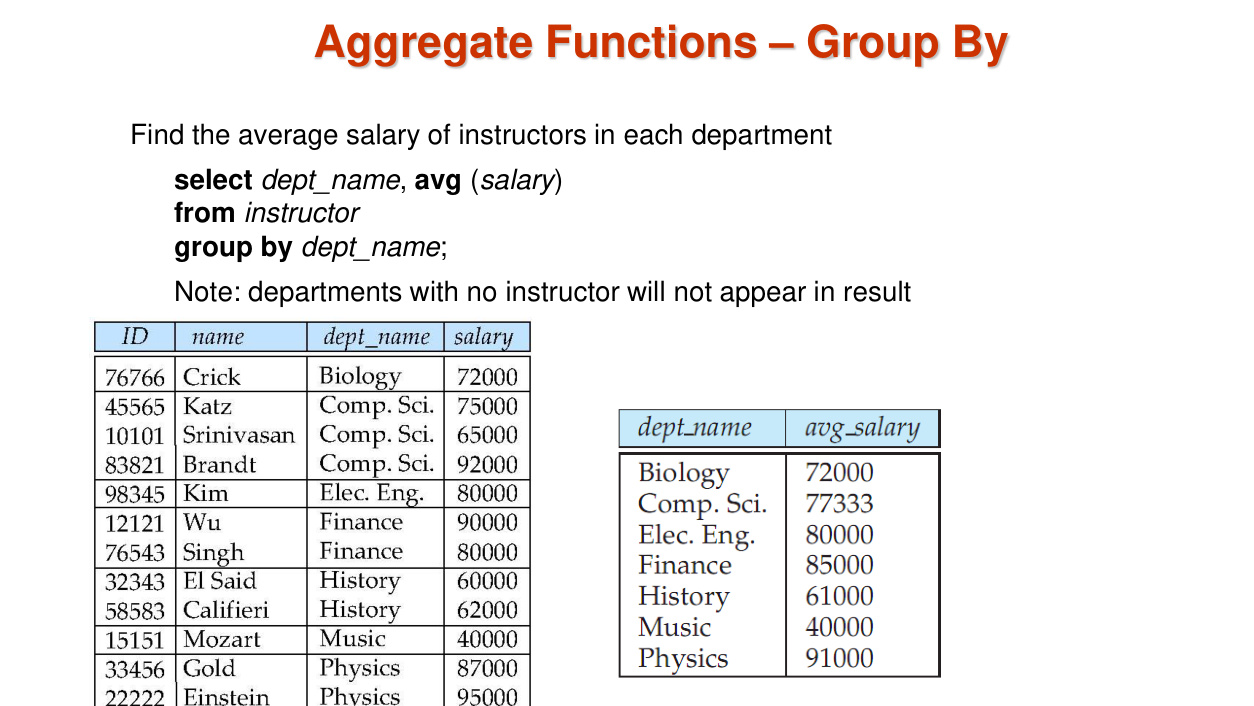 Aggregate Functions – Group By
Find the average salary of instructors in each department
select dept_name, avg (salary)
from instructor
group by dept_name;
Note: departments with no instructor will not appear in result
ID name dept_name salary
76766 Crick Biology 72000
45565 Katz Comp. Sci. 75000
10101 Srinivasan Comp. Sci. 65000
83821 Brandt Comp. Sci. 92000
98345 Kim Elec. Eng. 80000
12121 Wu Finance 90000
76543 Singh Finance 80000
32343 El Said History 60000
58583 Califieri History 62000
15151 Mozart Music 40000
33456 Gold Physics 87000
22222 Einstein Physics 95000
dept_name avg_salary
Biology 72000
Comp. Sci. 77333
Elec. Eng. 80000
Finance 85000
History 61000
Music 40000
Physics 91000